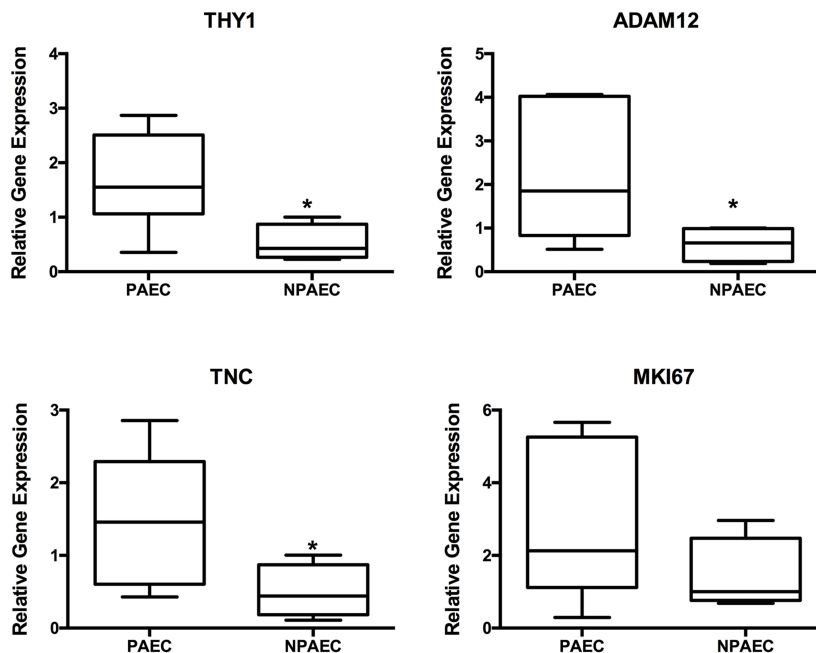 THY1
Relative Gene Expression
4
3
2
1
0
*
PAEC
NPAEC
ADAM12
Relative Gene Expression
5
4
3
2
1
0
*
PAEC
NPAEC
TNC
Relative Gene Expression
3
2
1
0
*
PAEC
NPAEC
MKI67
Relative Gene Expression
6
4
2
0
PAEC
NPAEC